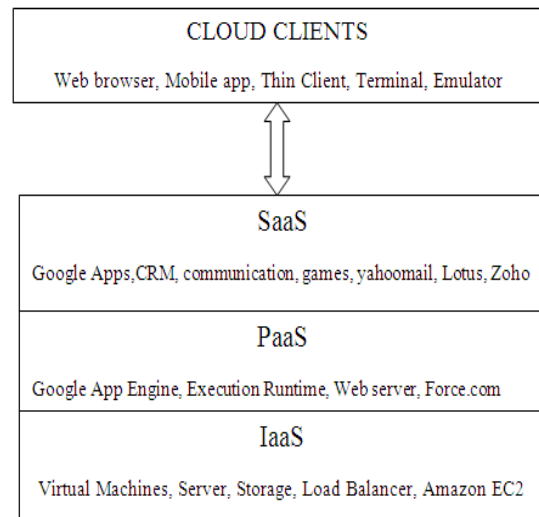 CLOUD CLIENTS
Web browser, Mobile app, Thin Client, Terminal, Emulator
SaaS
Google Apps,CRM, communication, games, yahoomail, Lotus, Zoho
PaaS
Google App Engine, Execution Runtime, Web server, Force.com
IaaS
Virtual Machines, Server, Storage, Load Balancer, Amazon EC2